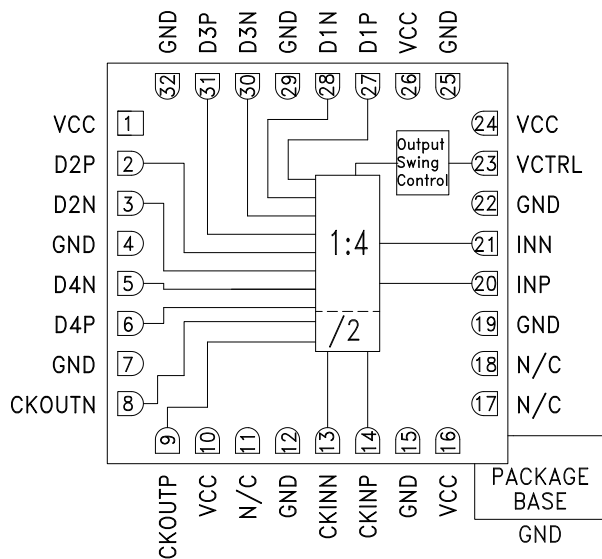 GND D3P D3N GND D1N D1P VCC GND
32 31 30 29 28 27 26 25
VCC 1
D2P 2
D2N 3
GND 4
D4N 5
D4P 6
GND 7
CKOUTN 8
Output
Swing
Control
1:4
/2
24 VCC
23 VCTRL
22 GND
21 INN
20 INP
19 GND
18 N/C
17 N/C
9 10 11 12 13 14 15 16
CKOUTP VCC N/C GND CKINN CKINP GND VCC
PACKAGE
BASE
GND